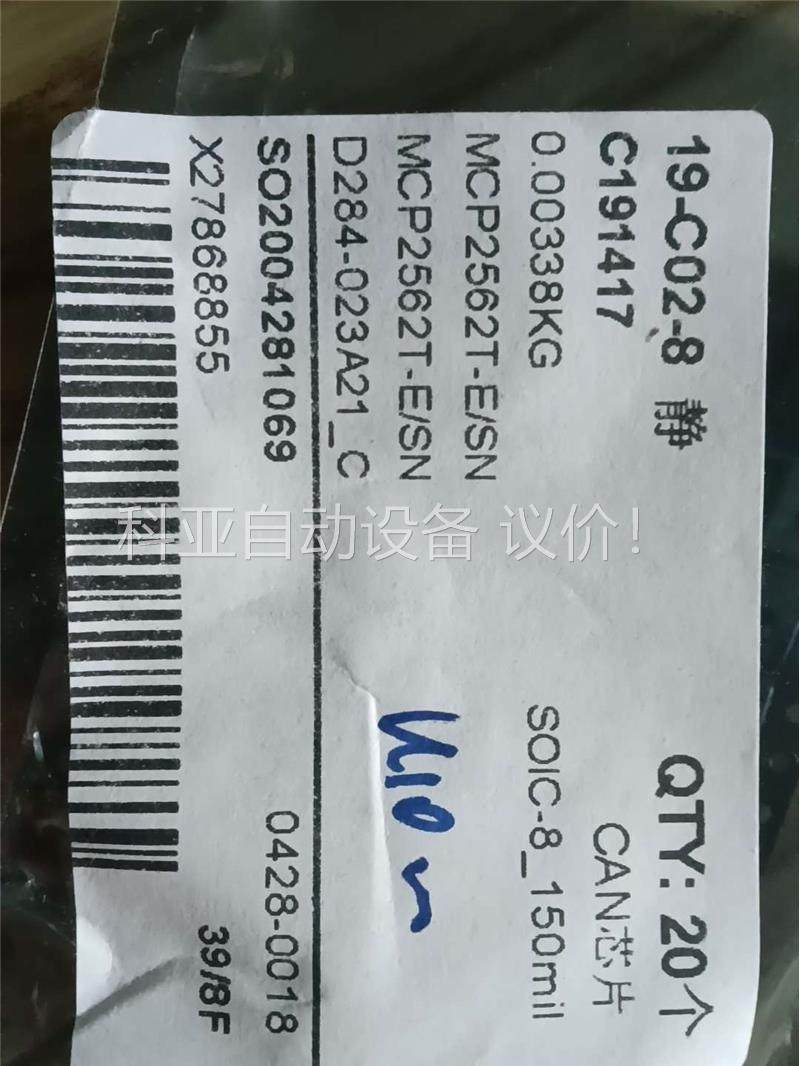 19-C02-8 静 QTY: 20个
C191417 CAN芯片
0.00338KG SOIC-8_150mil
MCP2562T-E/SN
MCP2562T-E/SN
D284-023A21_C
SO2004281069 0428-0018
X27868855 39//8F
科亚自动设备 议价！